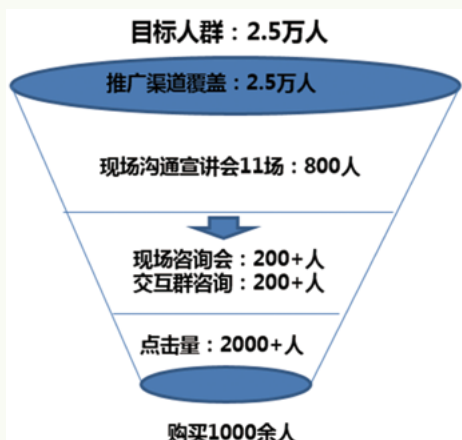 目标人群：2.5万人
推广渠道覆盖：2.5万人
现场沟通宣讲会11场：800人
现场咨询会：200+人
交互群咨询：200+人
点击量：2000+人
购买1000余人